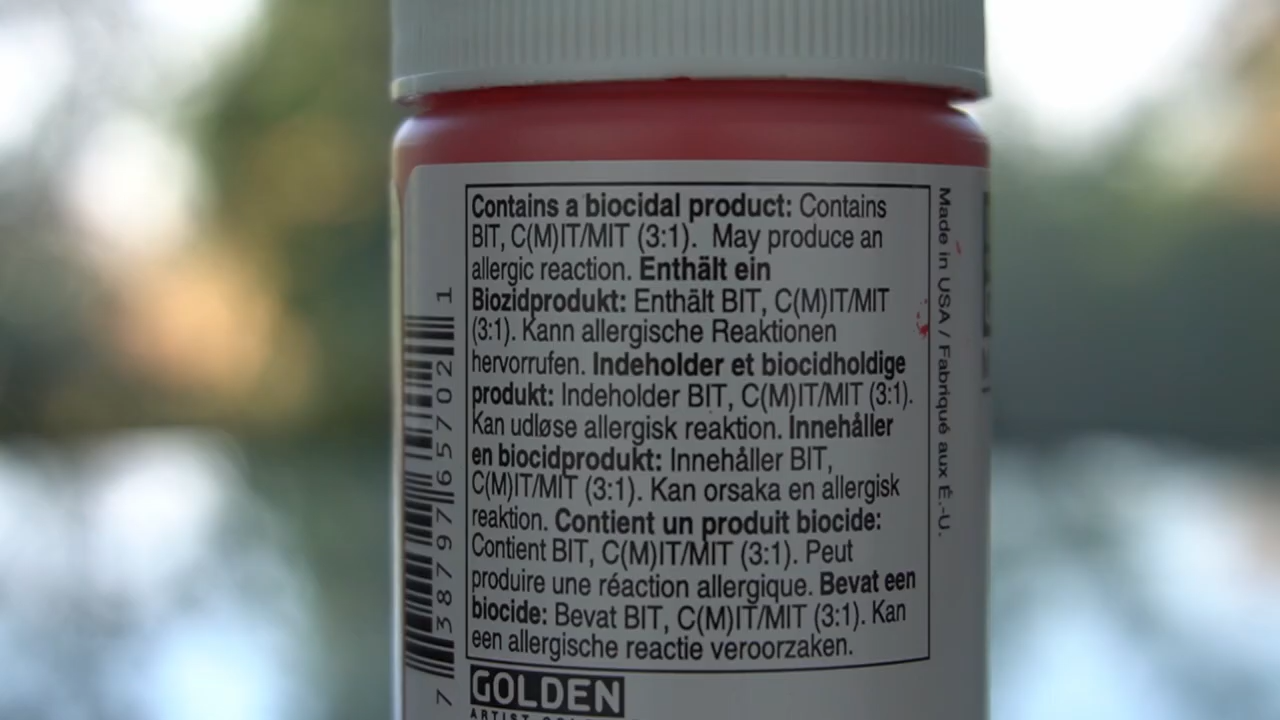 Contains a biocidal product: Contains
BIT, C(M)IT/MIT (3:1). May produce an
allergic reaction. Enthält ein
Biozidprodukt: Enthält BIT, C(M)IT/MIT
(3:1). Kann allergische Reaktionen
hervorrufen. Indeholder et biocidholdige
produkt: Indeholder BIT, C(M)IT/MIT (3:1).
Kan udløse allergisk reaktion. Innehåller
en biocidprodukt: Innehåller BIT,
C(M)IT/MIT (3:1). Kan orsaka en allergisk
reaktion. Contient un produit biocide:
Contient BIT, C(M)IT/MIT (3:1). Peut
produire une réaction allergique. Bevat een
biocide: Bevat BIT, C(M)IT/MIT (3:1). Kan
een allergische reactie veroorzaken.
Made in USA / Fabriqué aux É.-U.
7 38797 65702 1
GOLDEN
ARTIST